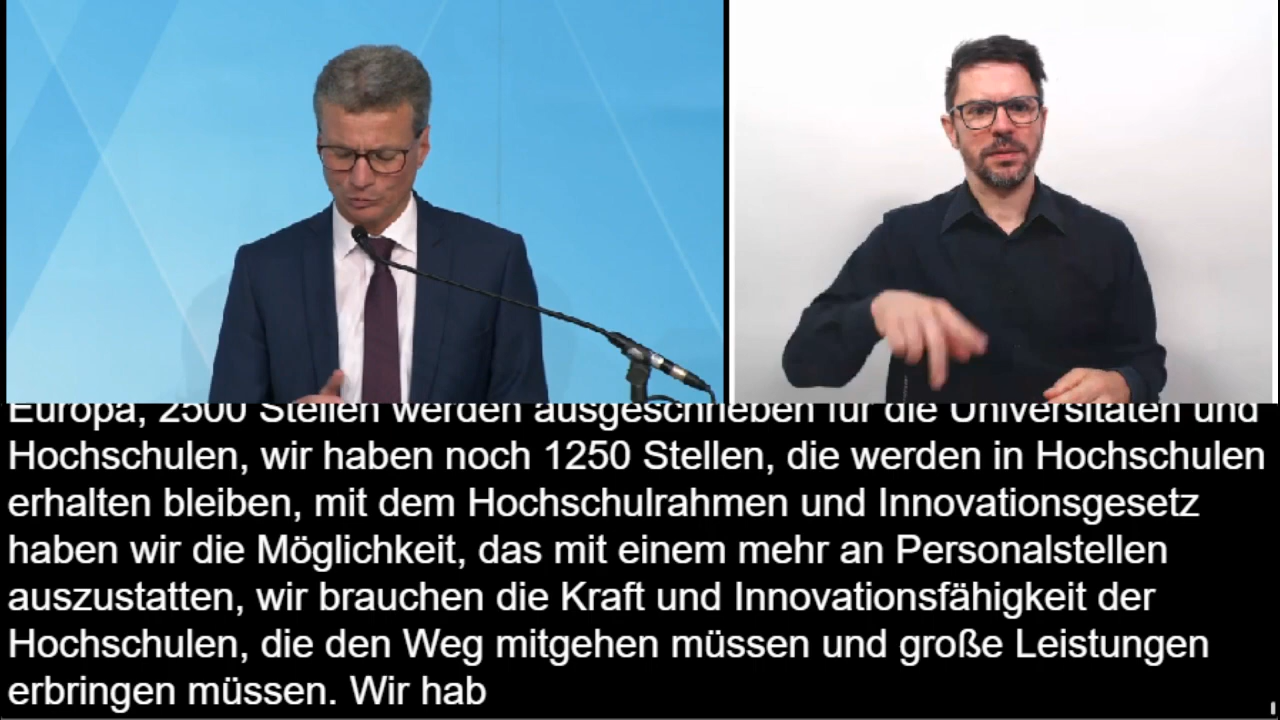 Europa, 2500 Stellen werden ausgeschrieben für die Universitäten und
Hochschulen, wir haben noch 1250 Stellen, die werden in Hochschulen
erhalten bleiben, mit dem Hochschulrahmen und Innovationsgesetz
haben wir die Möglichkeit, das mit einem mehr an Personalstellen
auszustatten, wir brauchen die Kraft und Innovationsfähigkeit der
Hochschulen, die den Weg mitgehen müssen und große Leistungen
erbringen müssen. Wir hab